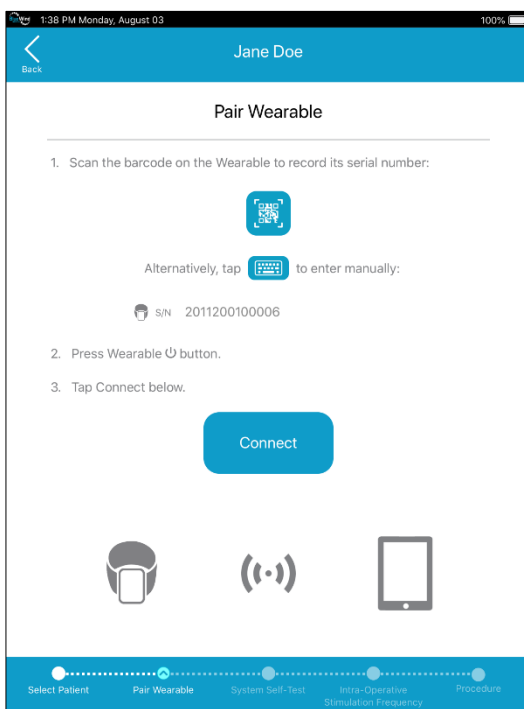 1:38 PM Monday, August 03
100%
Back
Jane Doe
Pair Wearable
1. Scan the barcode on the Wearable to record its serial number:
Alternatively, tap to enter manually:
S/N 2011200100006
2. Press Wearable button.
3. Tap Connect below.
Connect
Select Patient
Pair Wearable
System Self-Test
Intra-Operative
Stimulation Frequency
Procedure